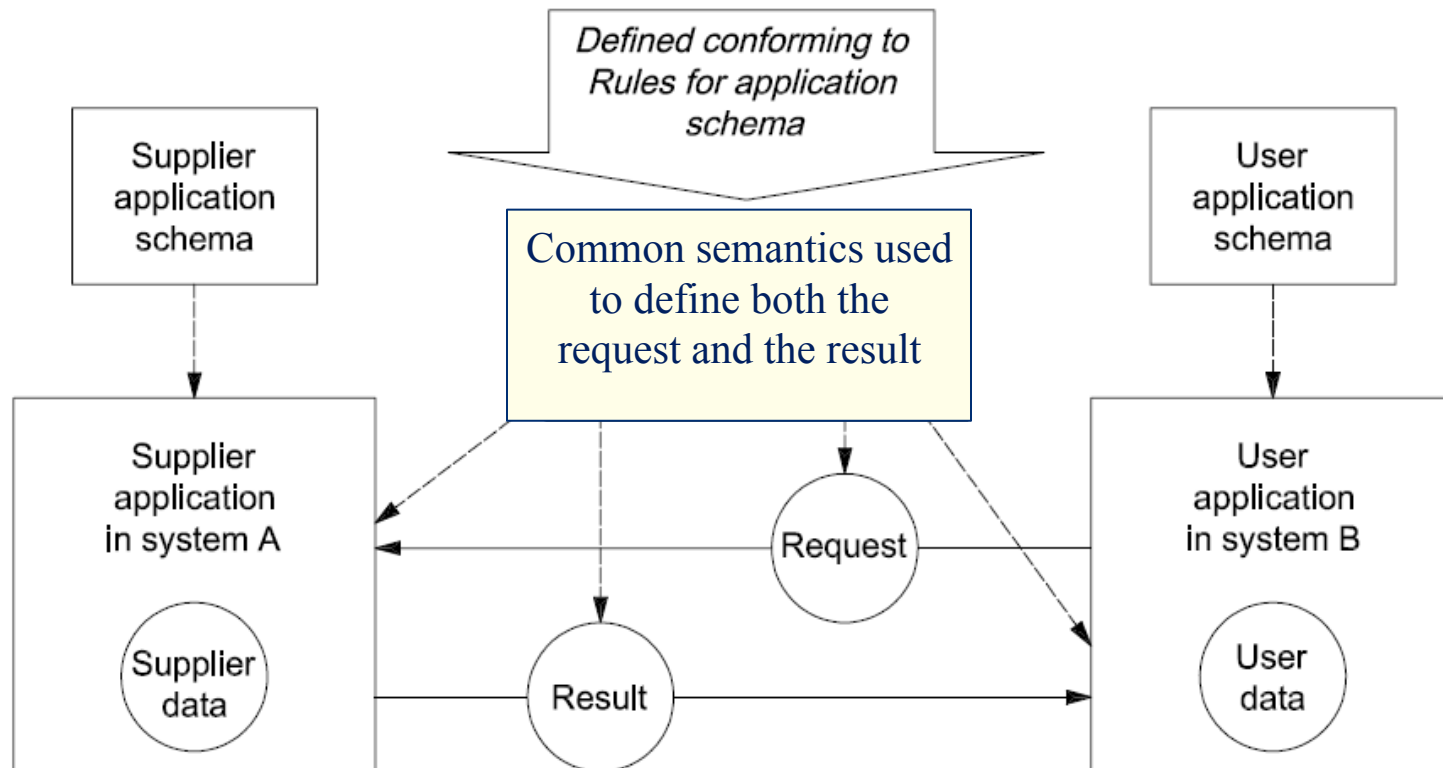 Defined conforming to
Rules for application
schema
Supplier
application
schema
User
application
schema
Common semantics used
to define both the
request and the result
Supplier
application
in system A
User
application
in system B
Request
Supplier
data
Result
User
data